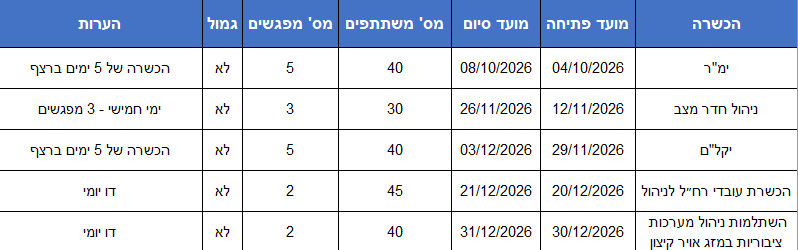 הכשרה מועד פתיחה מועד סיום מס' משתתפים מס' מפגשים גמול הערות
ימ"ר 04/10/2026 08/10/2026 40 5 לא הכשרה של 5 ימים ברצף
ניהול חדר מצב 12/11/2026 26/11/2026 30 3 לא ימי חמישי - 3 מפגשים
יקל"ם 29/11/2026 03/12/2026 40 5 לא הכשרה של 5 ימים ברצף
הכשרת עובדי רח״ל לניהול 20/12/2026 21/12/2026 45 2 לא דו יומי
השתלמות ניהול מערכות
ציבוריות במזג אויר קיצון 30/12/2026 31/12/2026 40 2 לא דו יומי